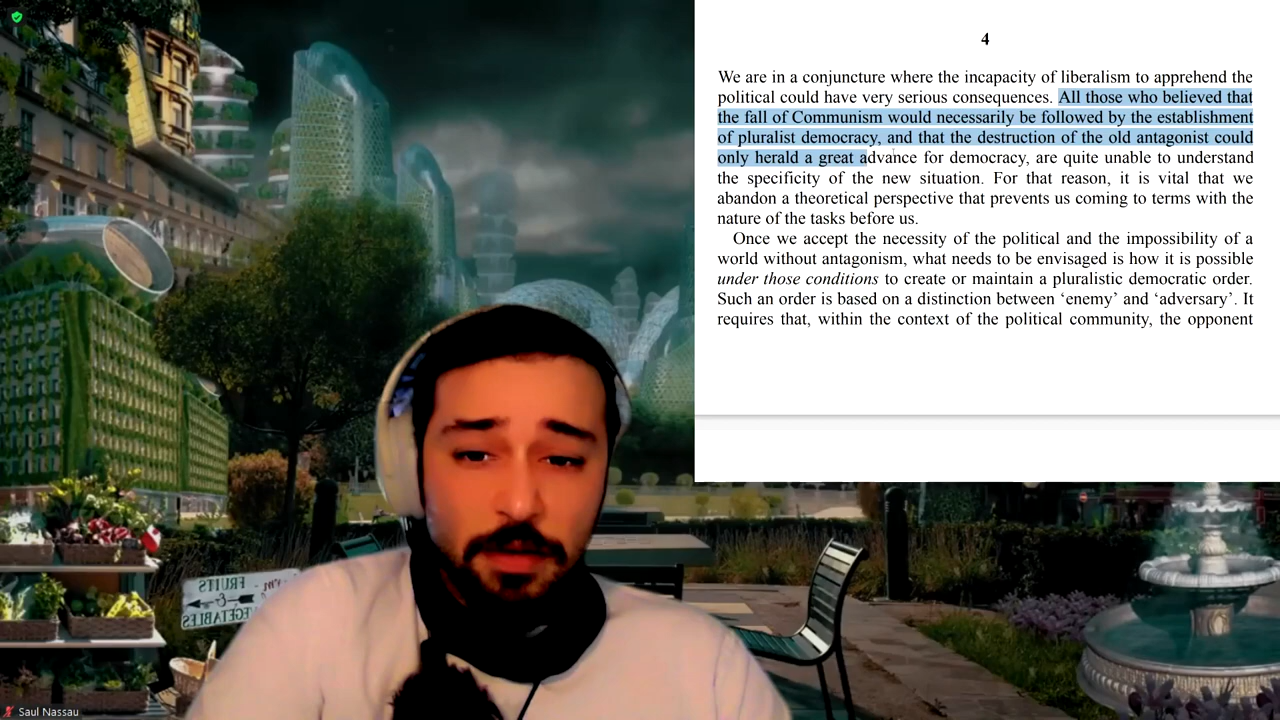 4
We are in a conjuncture where the incapacity of liberalism to apprehend the
political could have very serious consequences. All those who believed that
the fall of Communism would necessarily be followed by the establishment
of pluralist democracy, and that the destruction of the old antagonist could
only herald a great advance for democracy, are quite unable to understand
the specificity of the new situation. For that reason, it is vital that we
abandon a theoretical perspective that prevents us coming to terms with the
nature of the tasks before us.
Once we accept the necessity of the political and the impossibility of a
world without antagonism, what needs to be envisaged is how it is possible
under those conditions to create or maintain a pluralistic democratic order.
Such an order is based on a distinction between ‘enemy’ and ‘adversary’. It
requires that, within the context of the political community, the opponent
FRUITS
&
VEGETABLES
Saul Nassau